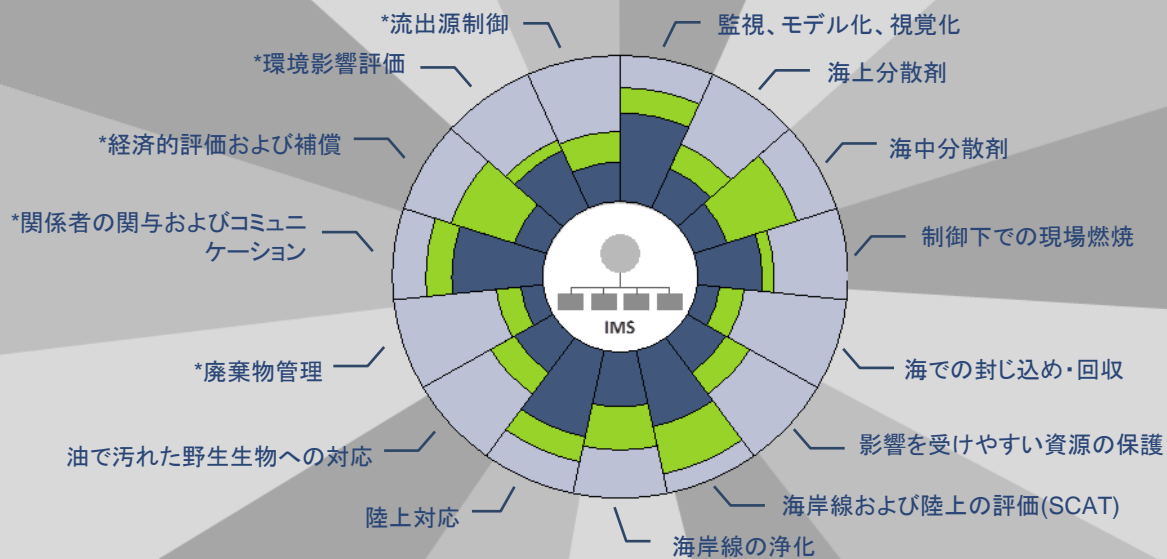 *流出源制御
監視、モデル化、視覚化
*環境影響評価
海上分散剤
*経済的評価および補償
海中分散剤
*関係者の関与およびコミュニ
ケーション
制御下での現場燃焼
IMS
*廃棄物管理
海での封じ込め・回収
油で汚れた野生生物への対応
影響を受けやすい資源の保護
陸上対応
海岸線および陸上の評価(SCAT)
海岸線の浄化